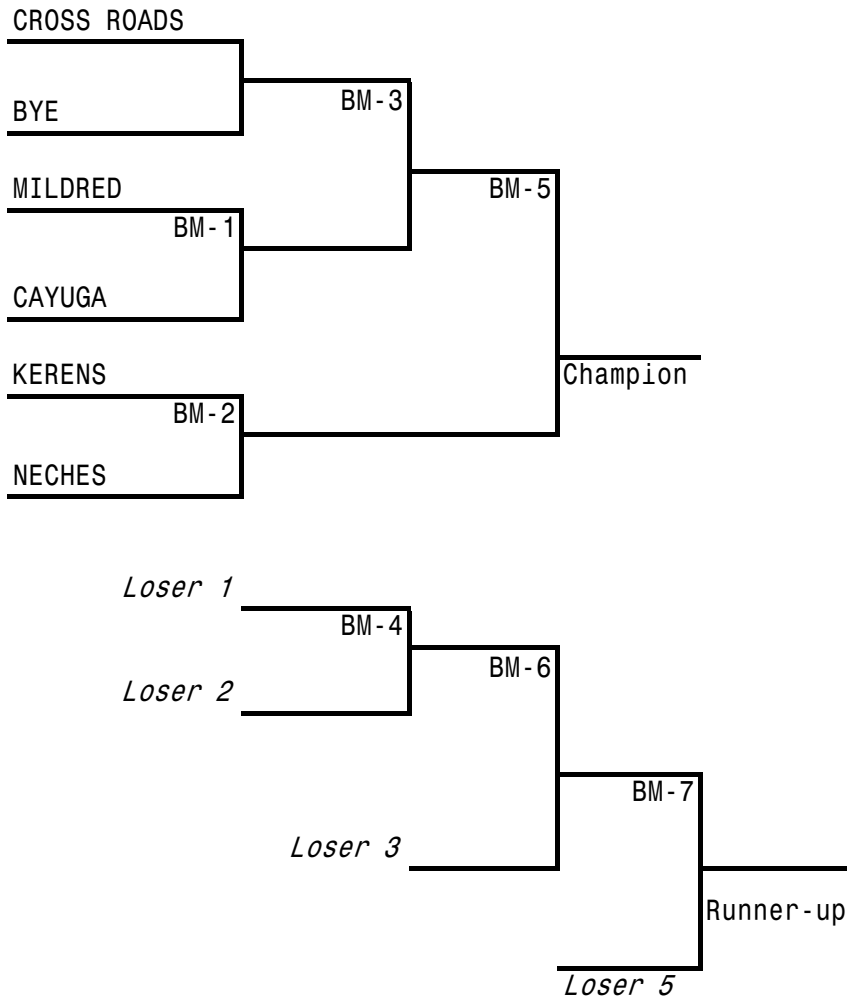 CROSS ROADS
BM-3
BYE
MILDRED
BM-5
BM-1
CAYUGA
KERENS
Champion
BM-2
NECHES
Loser 1
BM-4
BM-6
Loser 2
BM-7
Loser 3
Runner-up
Loser 5